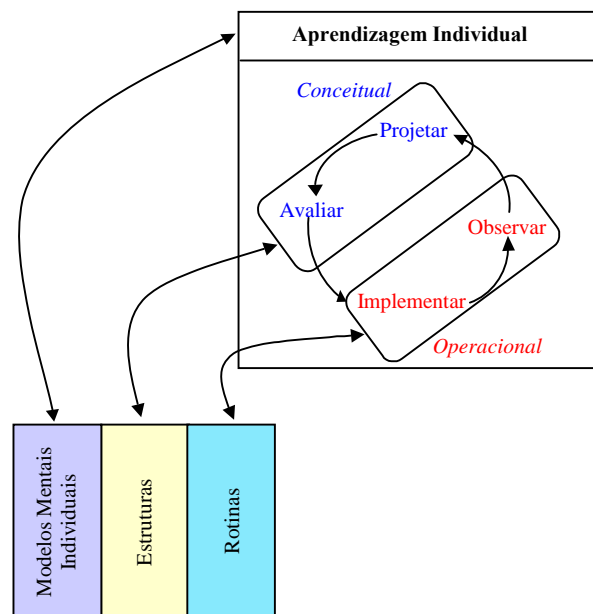 Aprendizagem Individual
Conceitual
Projetar
Avaliar
Observar
Implementar
Operacional
Modelos Mentais
Individuais
Estruturas
Rotinas